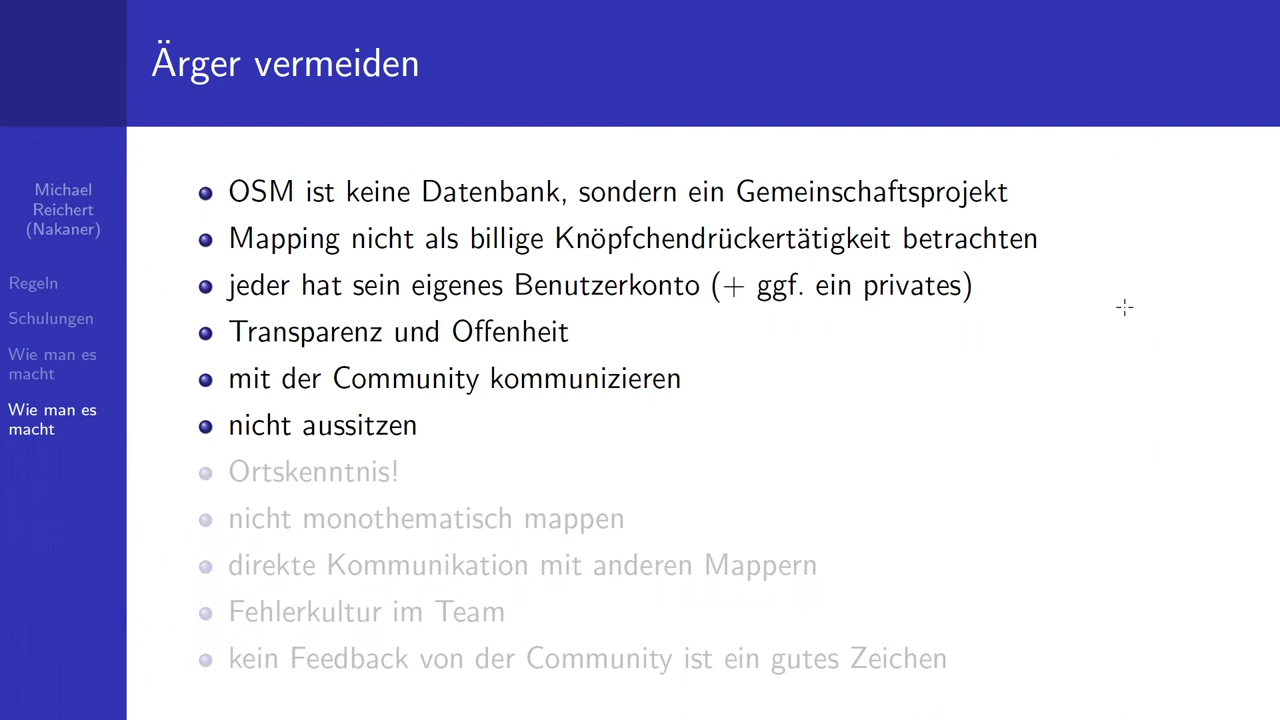 Ärger vermeiden
Michael
Reichert
(Nakaner)
Regeln
Schulungen
Wie man es
macht
Wie man es
macht
OSM ist keine Datenbank, sondern ein Gemeinschaftsprojekt
Mapping nicht als billige Knöpfchendrückertätigkeit betrachten
jeder hat sein eigenes Benutzerkonto (+ ggf. ein privates)
Transparenz und Offenheit
mit der Community kommunizieren
nicht aussitzen
Ortskenntnis!
nicht monothematisch mappen
direkte Kommunikation mit anderen Mappern
Fehlerkultur im Team
kein Feedback von der Community ist ein gutes Zeichen